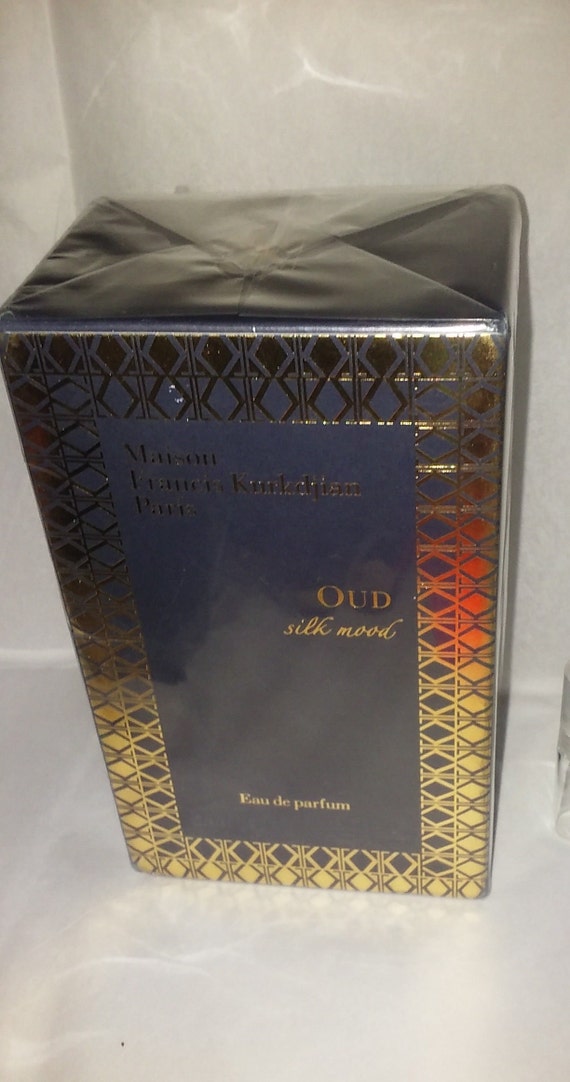 Maison
Francis Kurkdjian
Paris
OUD
silk mood
Eau de parfum